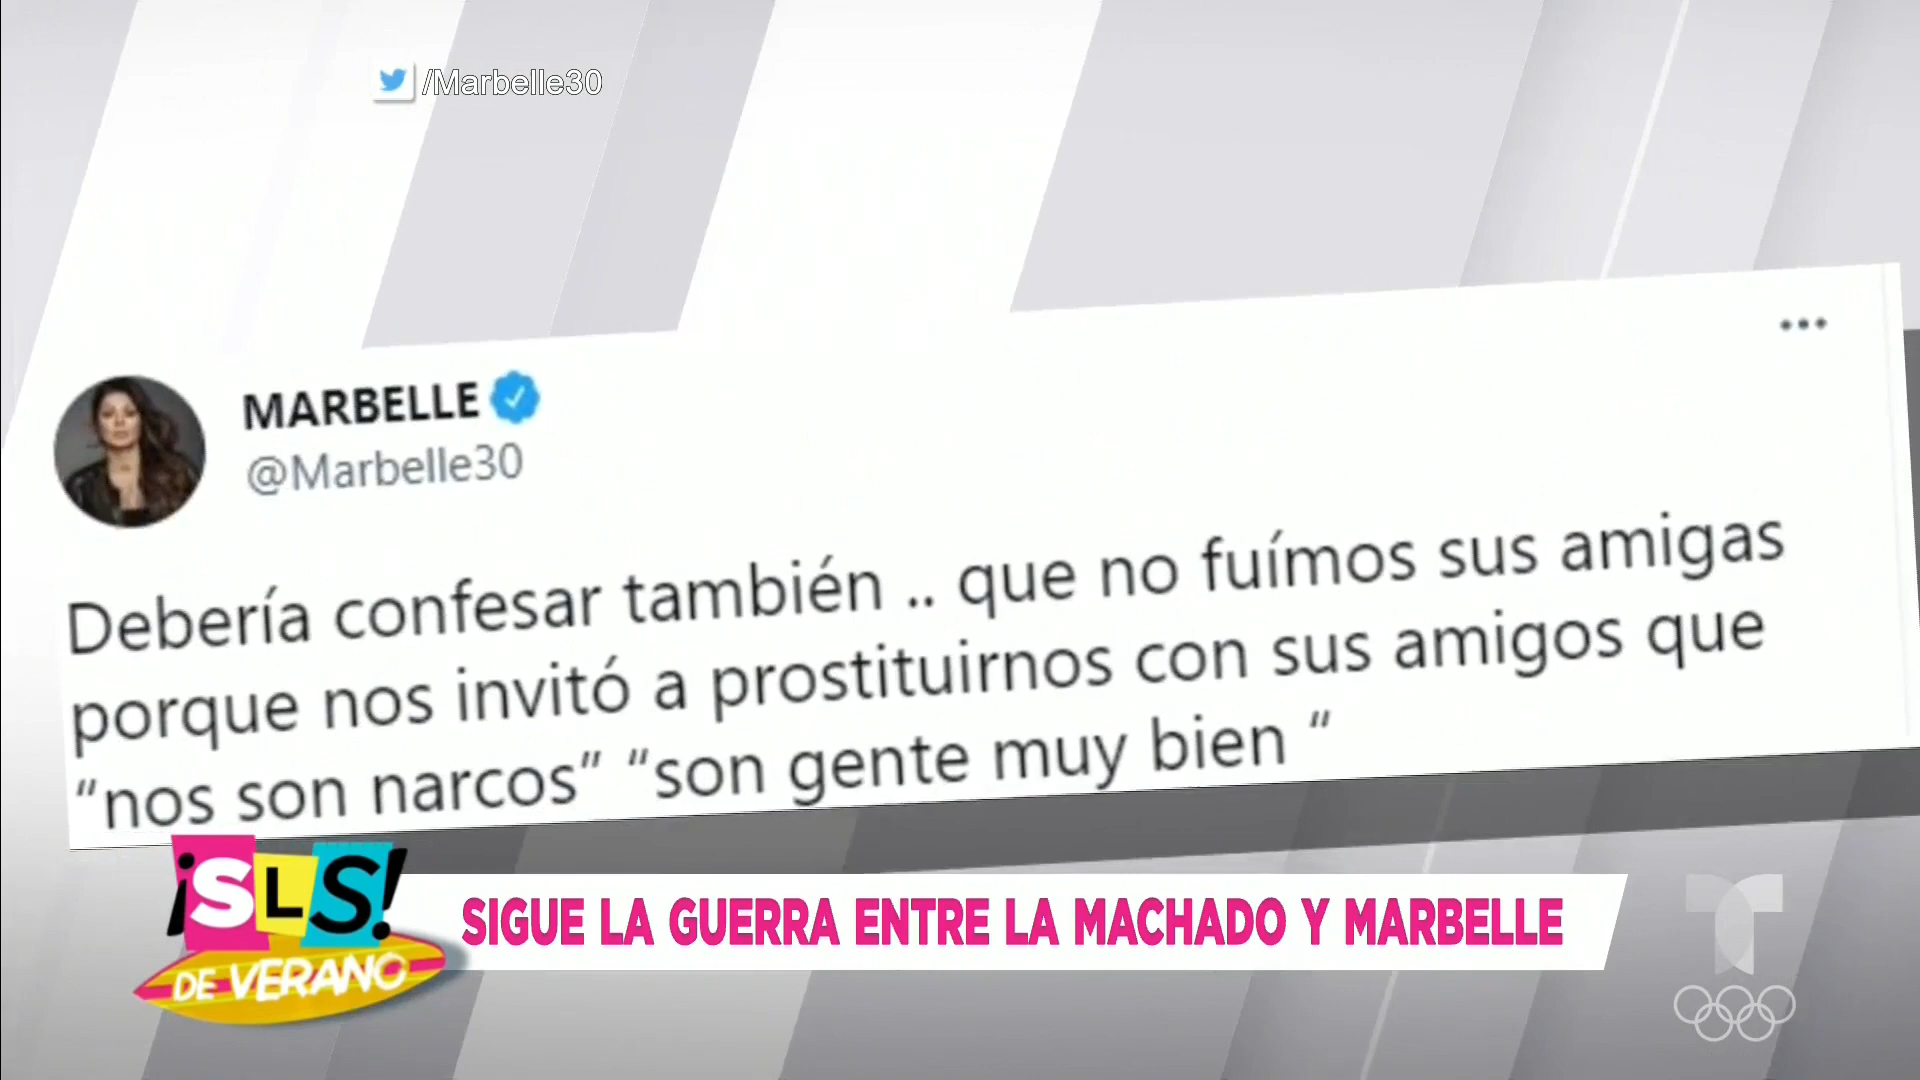 /Marbelle30
MARBELLE
@Marbelle30
Debería confesar también .. que no fuímos sus amigas
porque nos invitó a prostituirnos con sus amigos que
“nos son narcos” “son gente muy bien “
¡SLS!
DE VERANO
SIGUE LA GUERRA ENTRE LA MACHADO Y MARBELLE